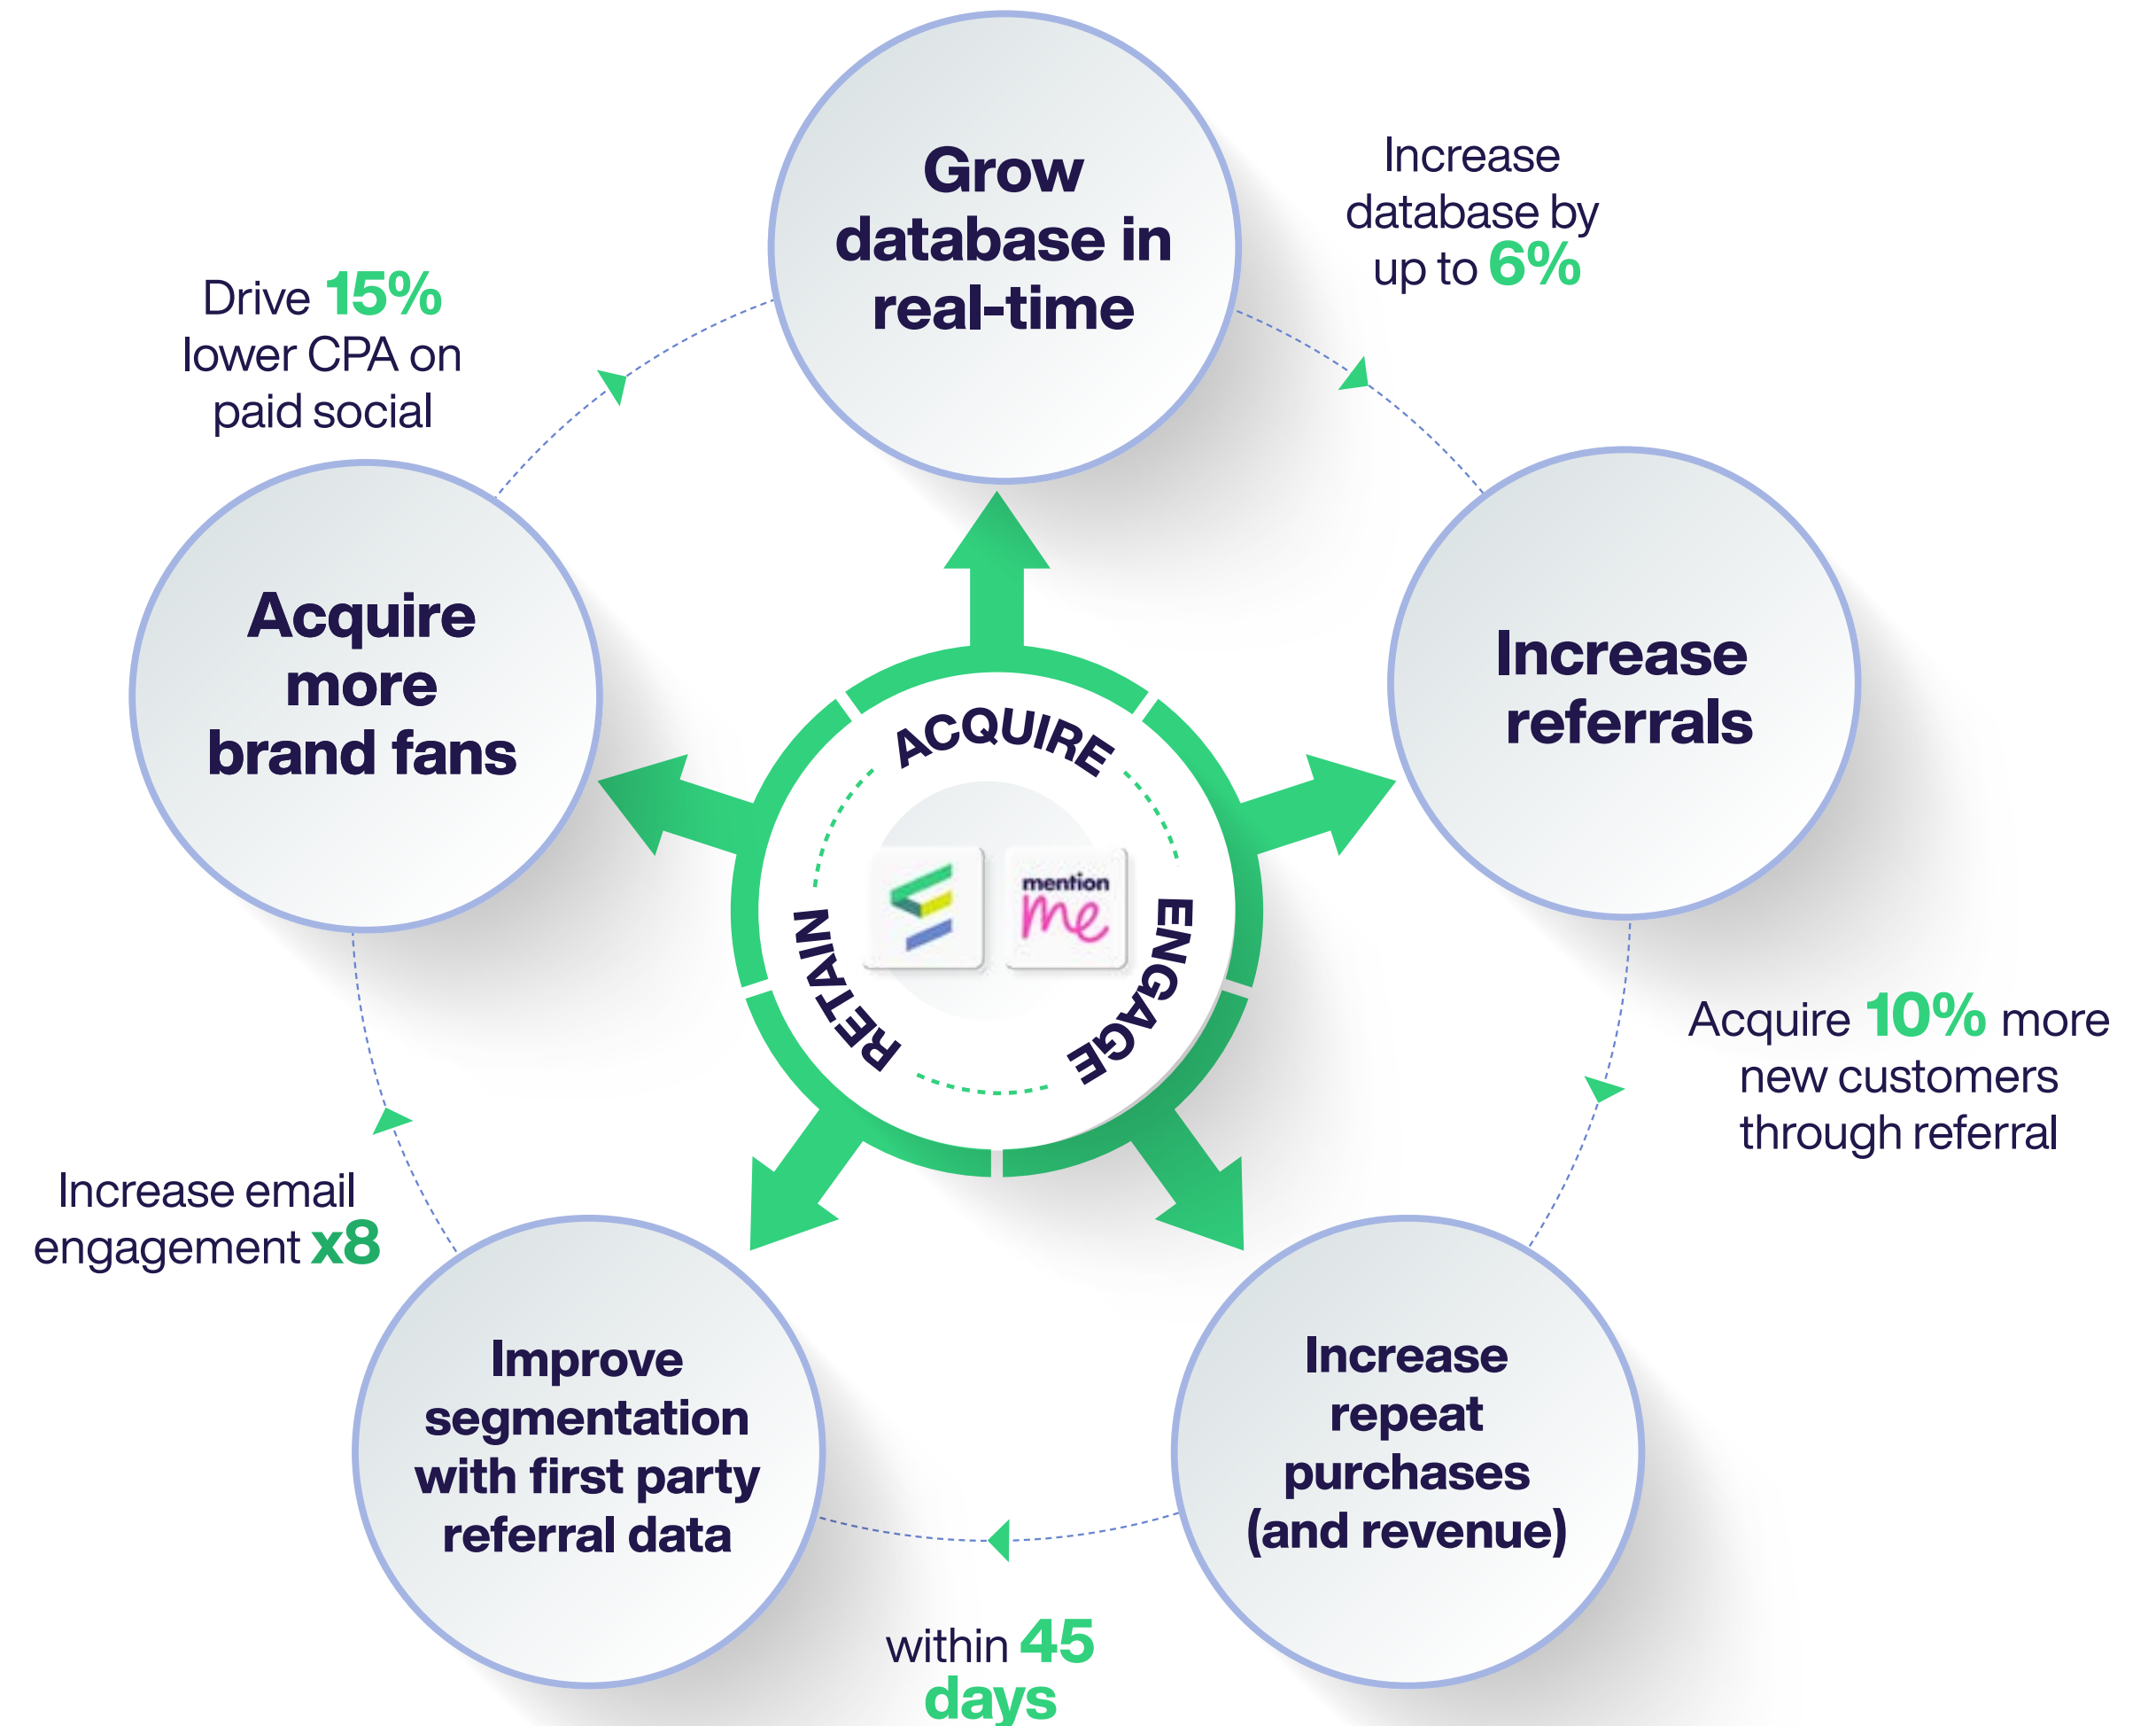 Grow
database in
real-time
Increase
database by
up to 6%
Increase
referrals
Acquire 10% more
new customers
through referral
Increase
repeat
purchases
(and revenue)
within 45
days
Improve
segmentation
with first party
referral data
Increase email
engagement x8
Acquire
more
brand fans
Drive 15%
lower CPA on
paid social
ACQUIRE
ENGAGE
RETAIN
mention
me